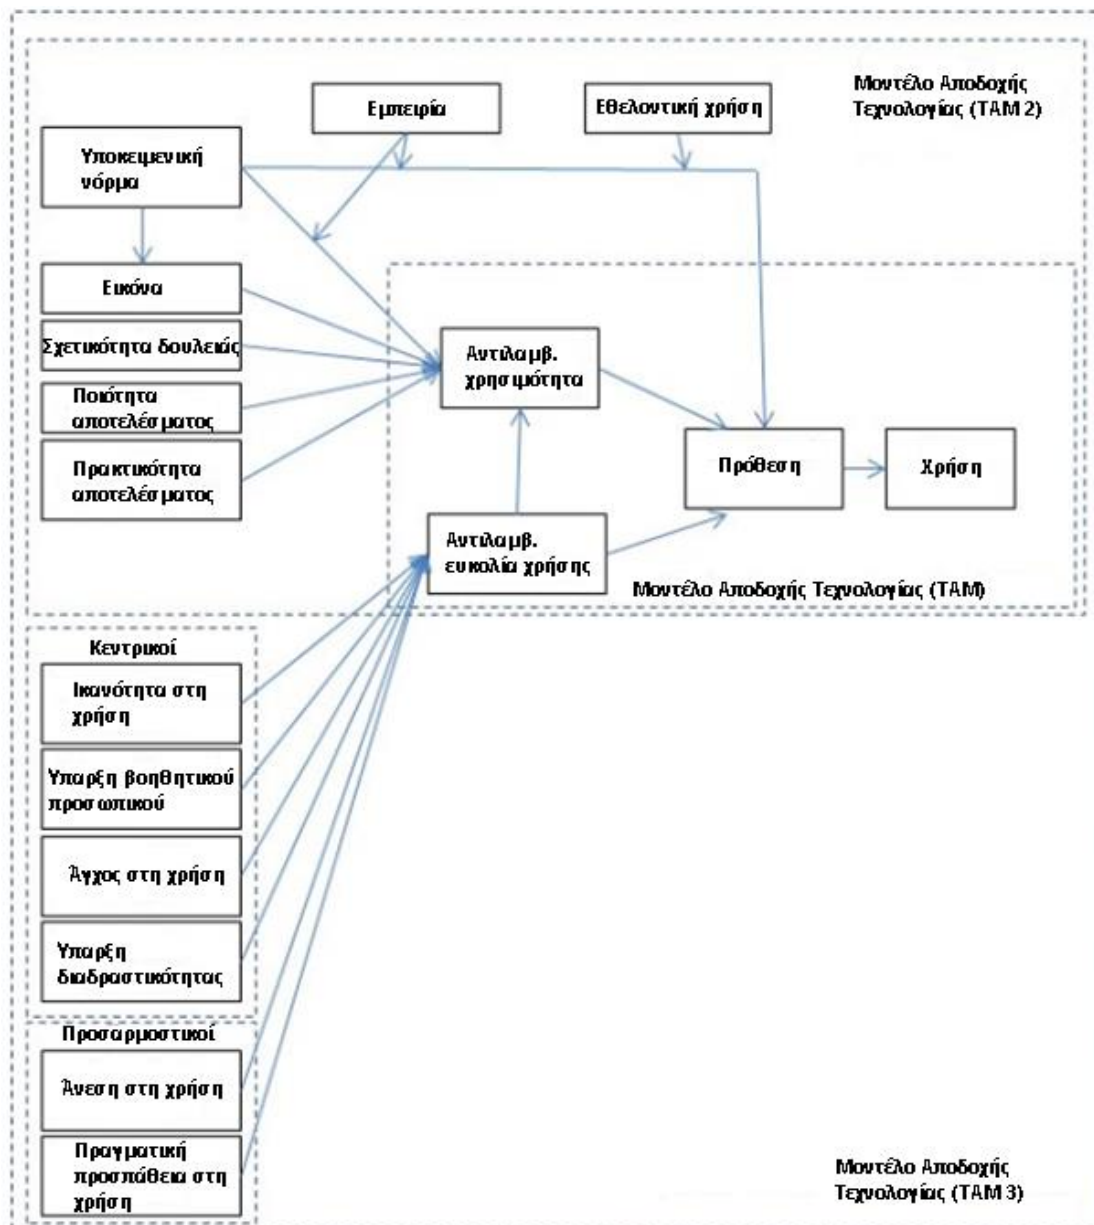 Μοντέλο Αποδοχής
Τεχνολογίας (TAM 2)
Εμπειρία
Εθελοντική χρήση
Υποκειμενική
νόρμα
Εικόνα
Σχετικότητα δουλειάς
Ποιότητα
αποτελέσματος
Πρακτικότητα
αποτελέσματος
Αντιλαμβ.
χρησιμότητα
Πρόθεση
Χρήση
Αντιλαμβ.
ευκολία χρήσης
Μοντέλο Αποδοχής Τεχνολογίας (TAM)
Κεντρικοί
Ικανότητα στη
χρήση
Ύπαρξη βοηθητικού
προσωπικού
Άγχος στη χρήση
Ύπαρξη
διαδραστικότητας
Προσαρμοστικοί
Άνεση στη χρήση
Πραγματική
προσπάθεια στη
χρήση
Μοντέλο Αποδοχής
Τεχνολογίας (TAM 3)